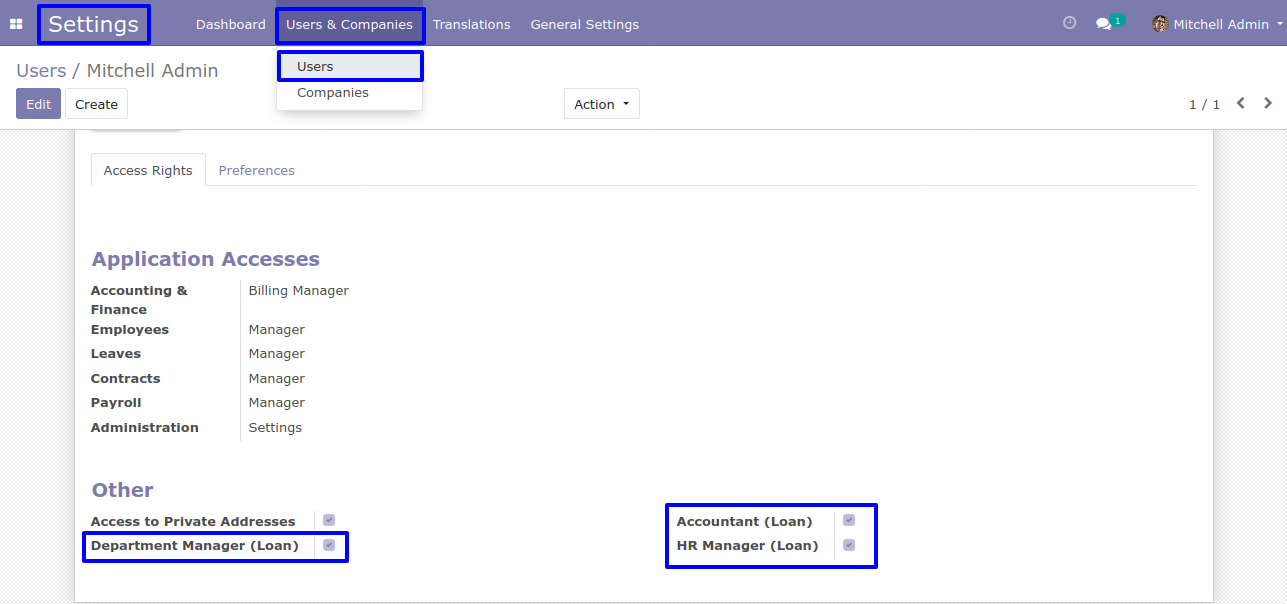 Settings Dashboard Users & Companies Translations General Settings 1 Mitchell Admin
Users / Mitchell Admin
Users
Companies
Edit Create Action 1 / 1
Access Rights Preferences
Application Accesses
Accounting & Finance Billing Manager
Employees Manager
Leaves Manager
Contracts Manager
Payroll Manager
Administration Settings
Other
Access to Private Addresses Accountant (Loan)
Department Manager (Loan) HR Manager (Loan)